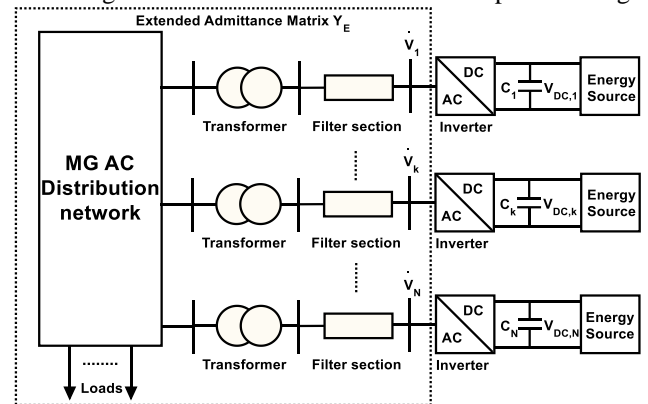 Extended Admittance Matrix Y_E
MG AC
Distribution
network
Loads
Transformer
Filter section
V̇_1
DC
AC
Inverter
C_1
V_DC,1
Energy
Source
Transformer
Filter section
V̇_k
DC
AC
Inverter
C_k
V_DC,k
Energy
Source
Transformer
Filter section
V̇_N
DC
AC
Inverter
C_N
V_DC,N
Energy
Source